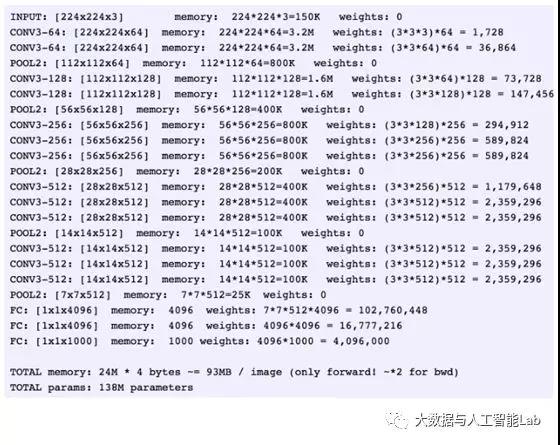 INPUT: [224x224x3] memory: 224*224*3=150K weights: 0
CONV3-64: [224x224x64] memory: 224*224*64=3.2M weights: (3*3*3)*64 = 1,728
CONV3-64: [224x224x64] memory: 224*224*64=3.2M weights: (3*3*64)*64 = 36,864
POOL2: [112x112x64] memory: 112*112*64=800K weights: 0
CONV3-128: [112x112x128] memory: 112*112*128=1.6M weights: (3*3*64)*128 = 73,728
CONV3-128: [112x112x128] memory: 112*112*128=1.6M weights: (3*3*128)*128 = 147,456
POOL2: [56x56x128] memory: 56*56*128=400K weights: 0
CONV3-256: [56x56x256] memory: 56*56*256=800K weights: (3*3*128)*256 = 294,912
CONV3-256: [56x56x256] memory: 56*56*256=800K weights: (3*3*256)*256 = 589,824
CONV3-256: [56x56x256] memory: 56*56*256=800K weights: (3*3*256)*256 = 589,824
POOL2: [28x28x256] memory: 28*28*256=200K weights: 0
CONV3-512: [28x28x512] memory: 28*28*512=400K weights: (3*3*256)*512 = 1,179,648
CONV3-512: [28x28x512] memory: 28*28*512=400K weights: (3*3*512)*512 = 2,359,296
CONV3-512: [28x28x512] memory: 28*28*512=400K weights: (3*3*512)*512 = 2,359,296
POOL2: [14x14x512] memory: 14*14*512=100K weights: 0
CONV3-512: [14x14x512] memory: 14*14*512=100K weights: (3*3*512)*512 = 2,359,296
CONV3-512: [14x14x512] memory: 14*14*512=100K weights: (3*3*512)*512 = 2,359,296
CONV3-512: [14x14x512] memory: 14*14*512=100K weights: (3*3*512)*512 = 2,359,296
POOL2: [7x7x512] memory: 7*7*512=25K weights: 0
FC: [1x1x4096] memory: 4096 weights: 7*7*512*4096 = 102,760,448
FC: [1x1x4096] memory: 4096 weights: 4096*4096 = 16,777,216
FC: [1x1x1000] memory: 1000 weights: 4096*1000 = 4,096,000
TOTAL memory: 24M * 4 bytes ~= 93MB / image (only forward! ~*2 for bwd)
TOTAL params: 138M parameters
大数据与人工智能Lab